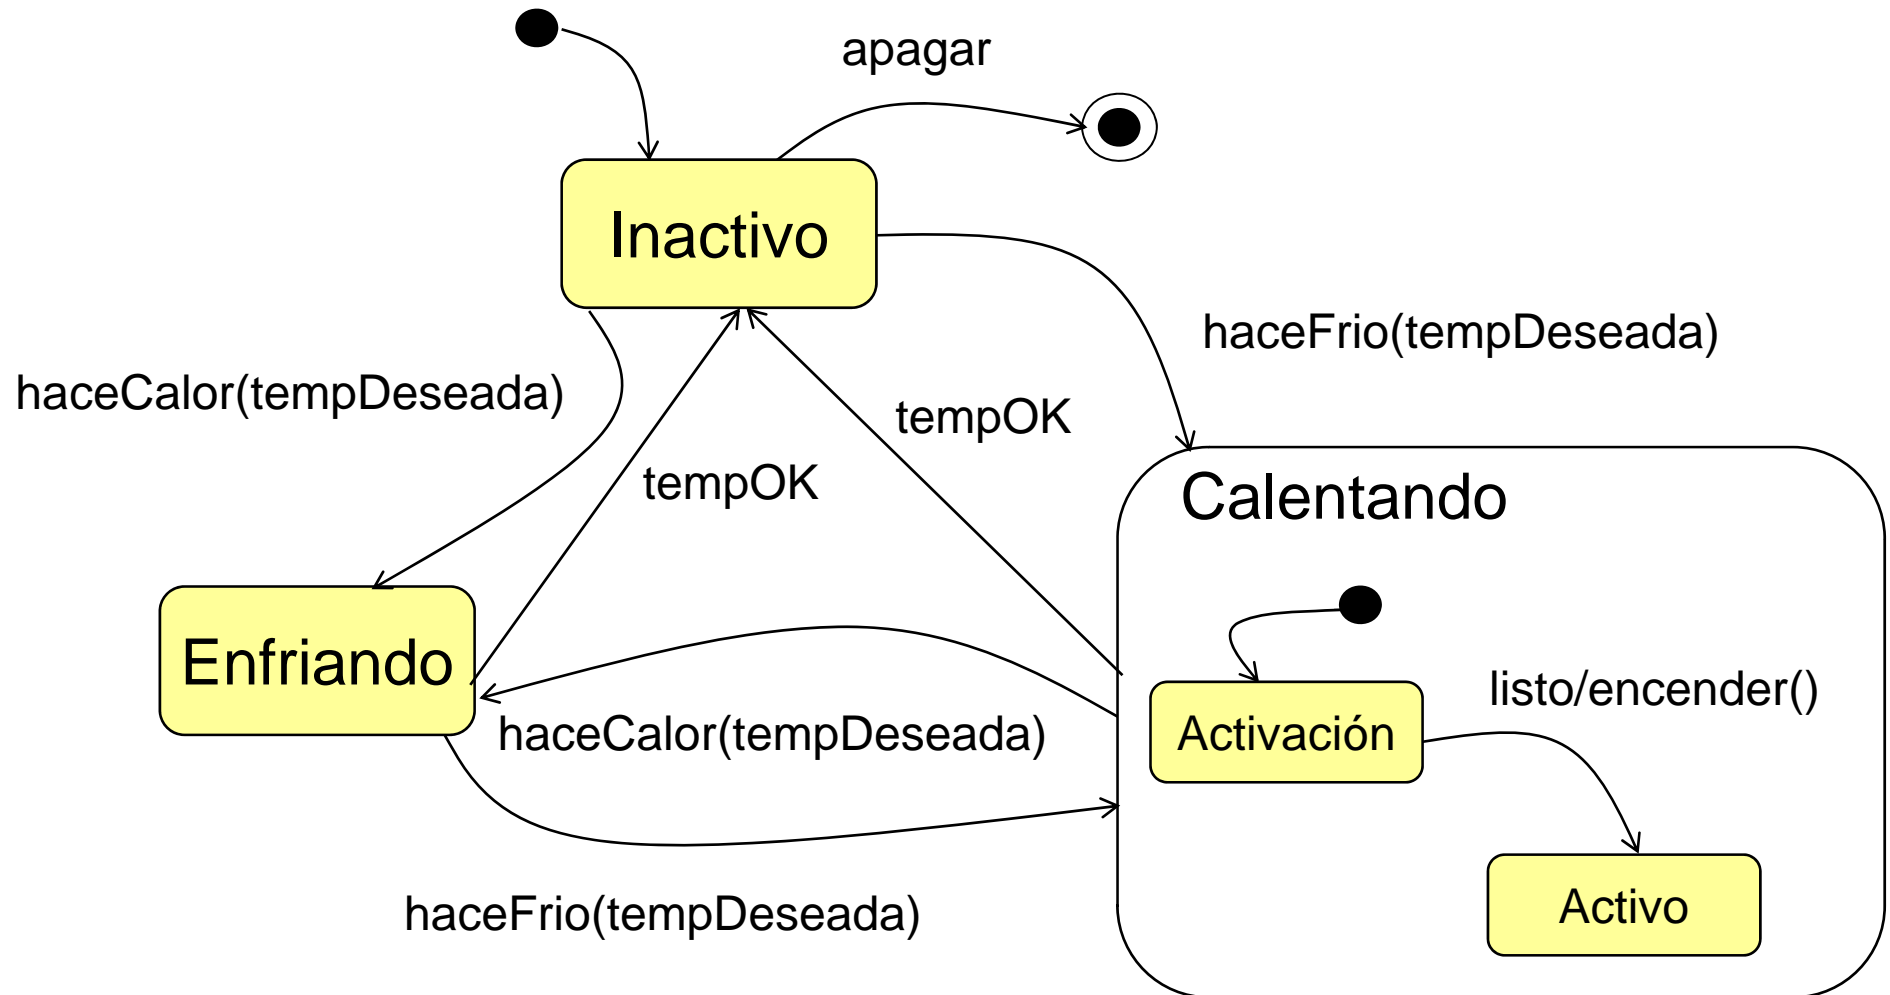 apagar
Inactivo
haceFrio(tempDeseada)
haceCalor(tempDeseada)
tempOK
tempOK
Calentando
Enfriando
listo/encender()
haceCalor(tempDeseada)
Activación
haceFrio(tempDeseada)
Activo